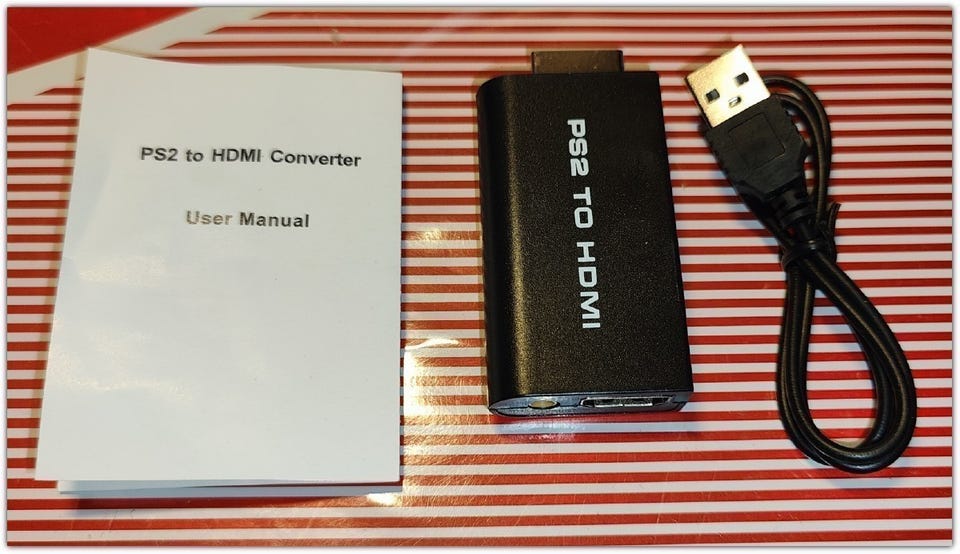 PS2 to HDMI Converter
User Manual
PS2 TO HDMI